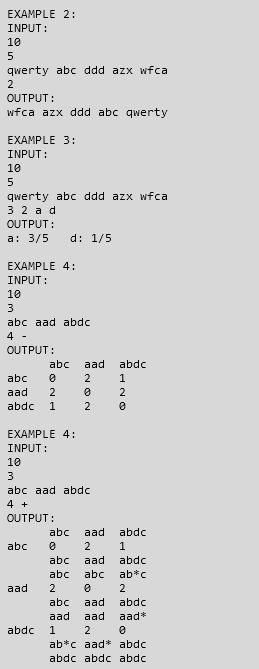 EXAMPLE 2:
INPUT:
10
5
qwerty abc ddd azx wfca
2
OUTPUT:
wfca azx ddd abc qwerty

EXAMPLE 3:
INPUT:
10
5
qwerty abc ddd azx wfca
3 2 a d
OUTPUT:
a: 3/5   d: 1/5

EXAMPLE 4:
INPUT:
10
3
abc aad abdc
4 -
OUTPUT:
      abc  aad  abdc
abc   0    2    1
aad   2    0    2
abdc  1    2    0

EXAMPLE 4:
INPUT:
10
3
abc aad abdc
4 +
OUTPUT:
      abc  aad  abdc
abc   0    2    1
      abc  aad  abdc
      abc  abc  ab*c
aad   2    0    2
      abc  aad  abdc
      aad  aad  aad*
abdc  1    2    0
      ab*c aad* abdc
      abdc abdc abdc